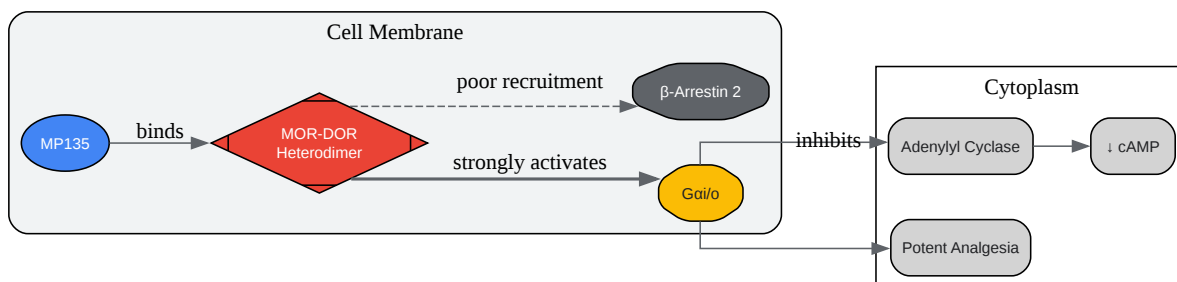 Cell Membrane
Cytoplasm
poor recruitment
β-Arrestin 2
MP135
binds
MOR-DOR
Heterodimer
inhibits
Adenylyl Cyclase
↓ cAMP
strongly activates
Gαi/o
Potent Analgesia